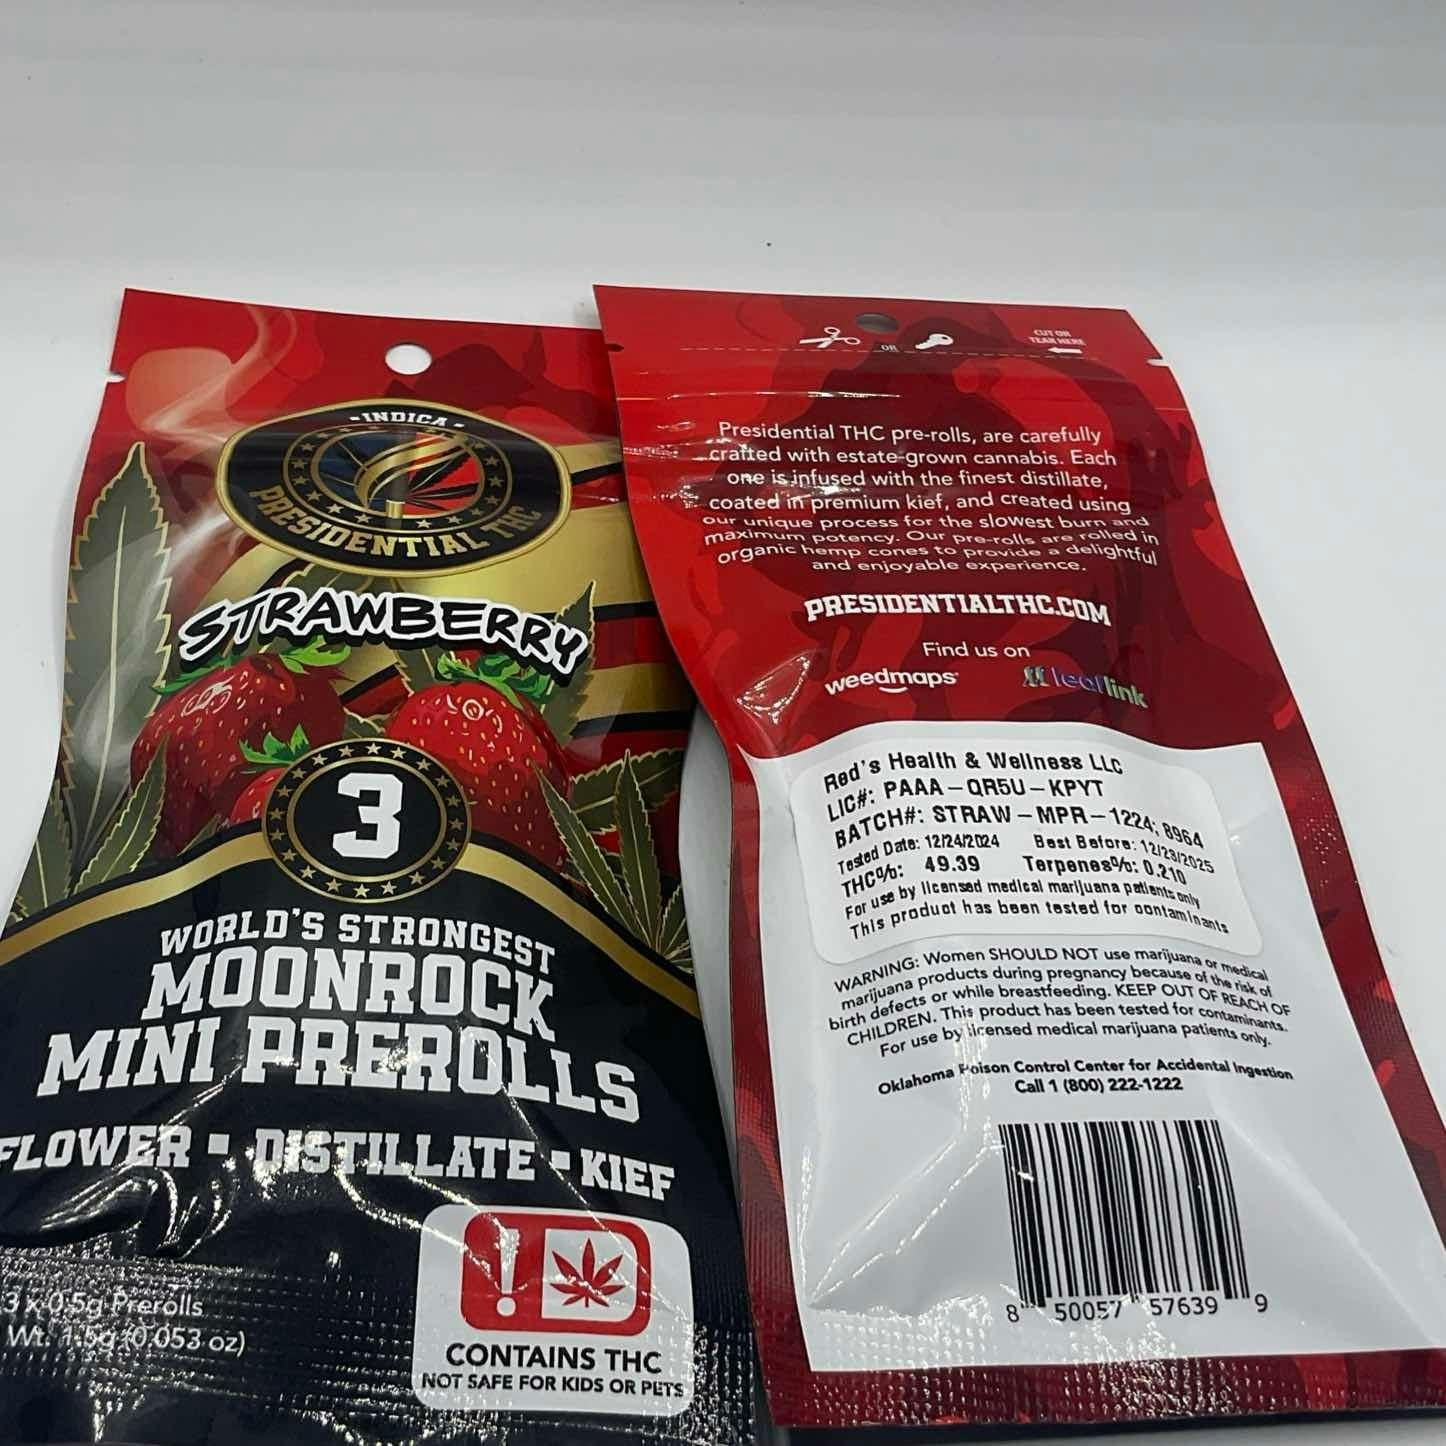 INDICA
PRESIDENTIAL THC
STRAWBERRY
3
WORLD'S STRONGEST
MOONROCK
MINI PREROLLS
FLOWER ▪ DISTILLATE ▪ KIEF
3 x 0.5g Prerolls
Wt. 1.5g (0.053 oz)
!
CONTAINS THC
NOT SAFE FOR KIDS OR PETS
OR
CUT OR
TEAR HERE
Presidential THC pre-rolls, are carefully
crafted with estate-grown cannabis. Each
one is infused with the finest distillate,
coated in premium kief, and created using
our unique process for the slowest burn and
maximum potency. Our pre-rolls are rolled in
organic hemp cones to provide a delightful
and enjoyable experience.
PRESIDENTIALTHC.COM
Find us on
weedmaps leaflink
Red's Health & Wellness LLC
LIC#: PAAA-QR5U-KPYT
BATCH#: STRAW-MPR-1224; 8964
Tested Date: 12/24/2024 Best Before: 12/23/2025
THC%: 49.39 Terpenes%: 0.210
For use by licensed medical marijuana patients only
This product has been tested for contaminants
WARNING: Women SHOULD NOT use marijuana or medical
marijuana products during pregnancy because of the risk of
birth defects or while breastfeeding. KEEP OUT OF REACH OF
CHILDREN. This product has been tested for contaminants.
For use by licensed medical marijuana patients only.
Oklahoma Poison Control Center for Accidental Ingestion
Call 1 (800) 222-1222
8 50057 57639 9